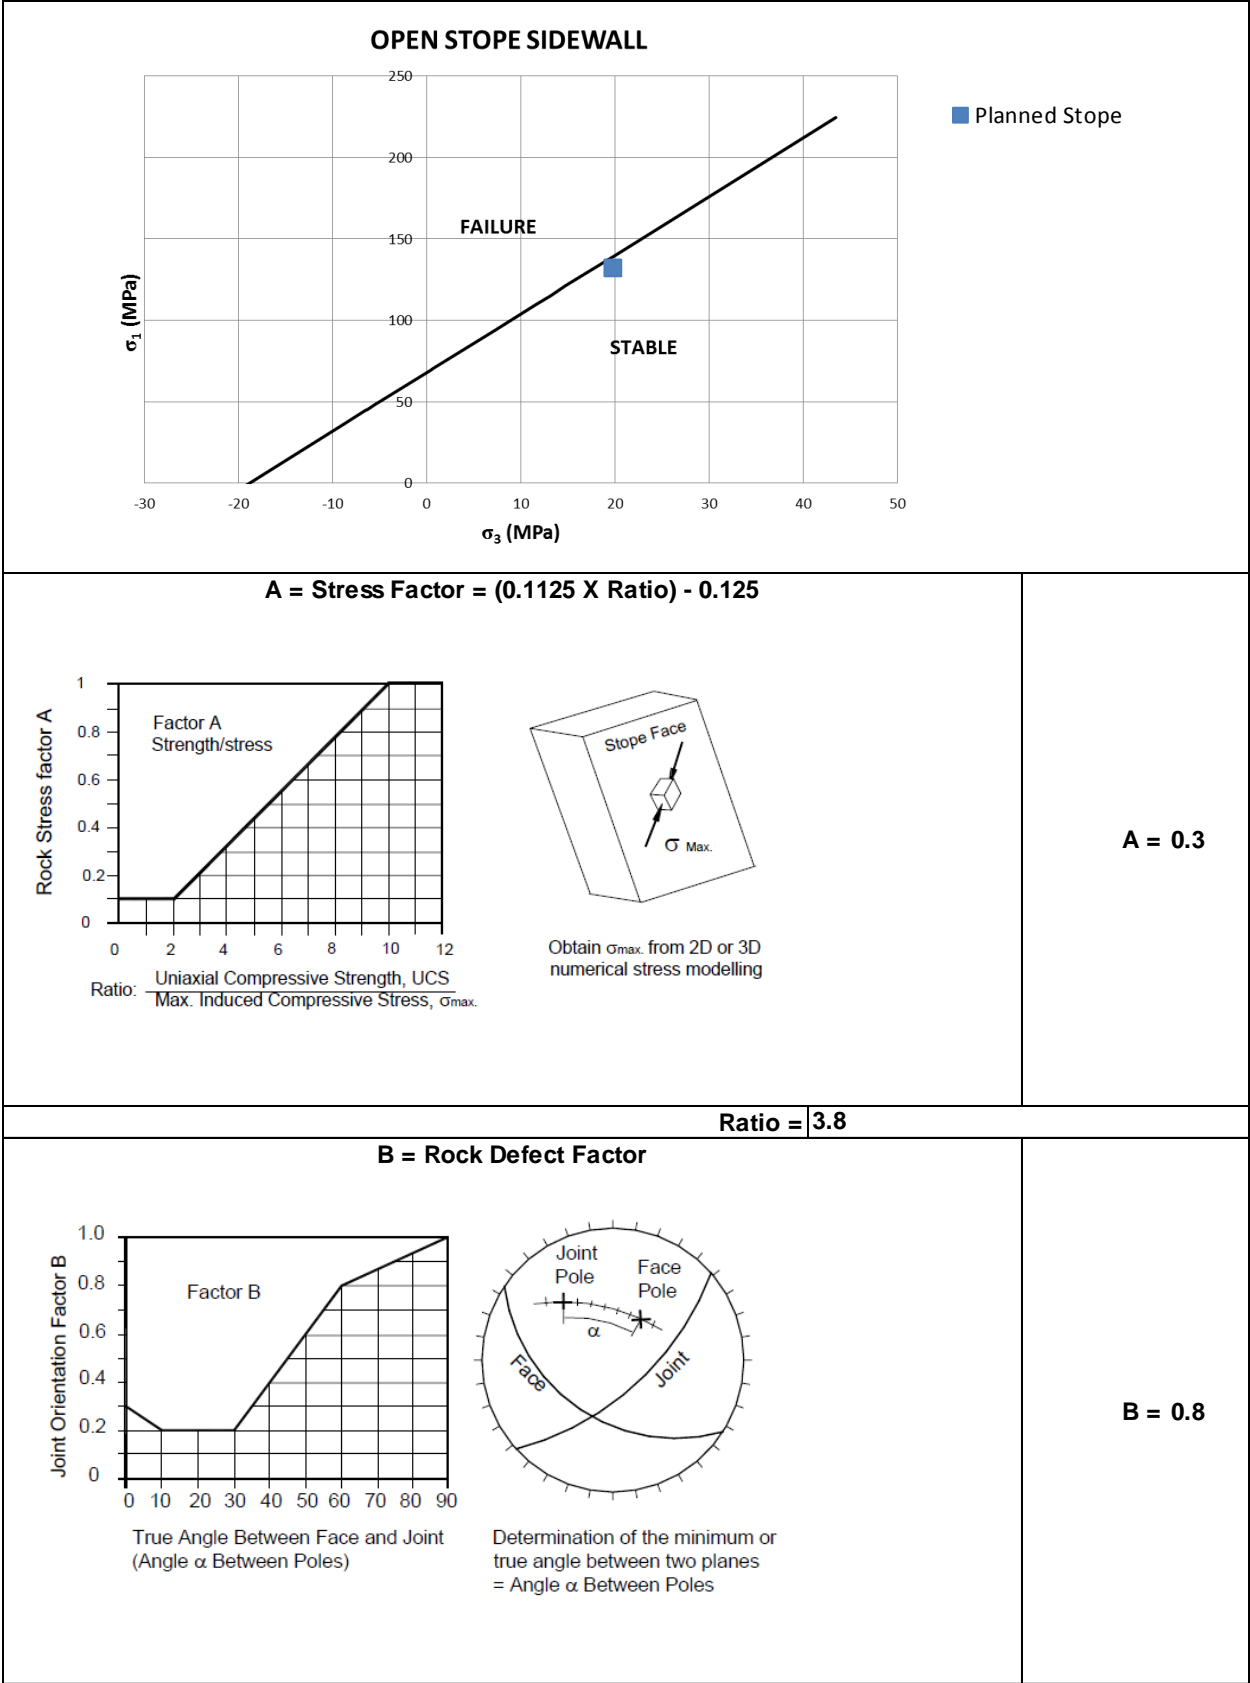 OPEN STOPE SIDEWALL
250
200
150
100
50
0
-30 -20 -10 0 10 20 30 40 50
σ1 (MPa)
σ3 (MPa)
FAILURE
STABLE
Planned Stope
A = Stress Factor = (0.1125 X Ratio) - 0.125
1
0.8
0.6
0.4
0.2
0
Rock Stress factor A
Factor A
Strength/stress
0 2 4 6 8 10 12
Ratio: Uniaxial Compressive Strength, UCS
Max. Induced Compressive Stress, σmax.
Stope Face
σ Max.
Obtain σmax. from 2D or 3D
numerical stress modelling
A = 0.3
Ratio = 3.8
B = Rock Defect Factor
1.0
0.8
0.6
0.4
0.2
0
Joint Orientation Factor B
Factor B
0 10 20 30 40 50 60 70 80 90
True Angle Between Face and Joint
(Angle α Between Poles)
Joint
Pole
Face
Pole
α
Face
Joint
Determination of the minimum or
true angle between two planes
= Angle α Between Poles
B = 0.8